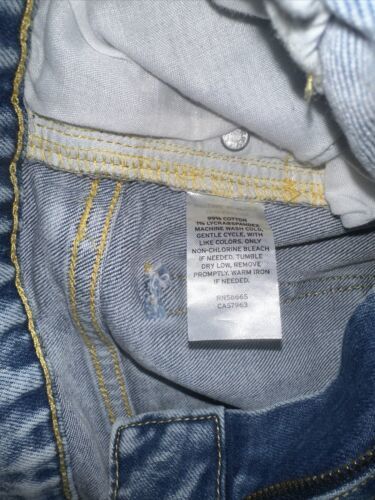 99% COTTON
1% LYCRA®SPANDEX
MACHINE WASH COLD,
GENTLE CYCLE, WITH
LIKE COLORS, ONLY
NON-CHLORINE BLEACH
IF NEEDED, TUMBLE
DRY LOW, REMOVE
PROMPTLY, WARM IRON
IF NEEDED.
RN58665
CA57963